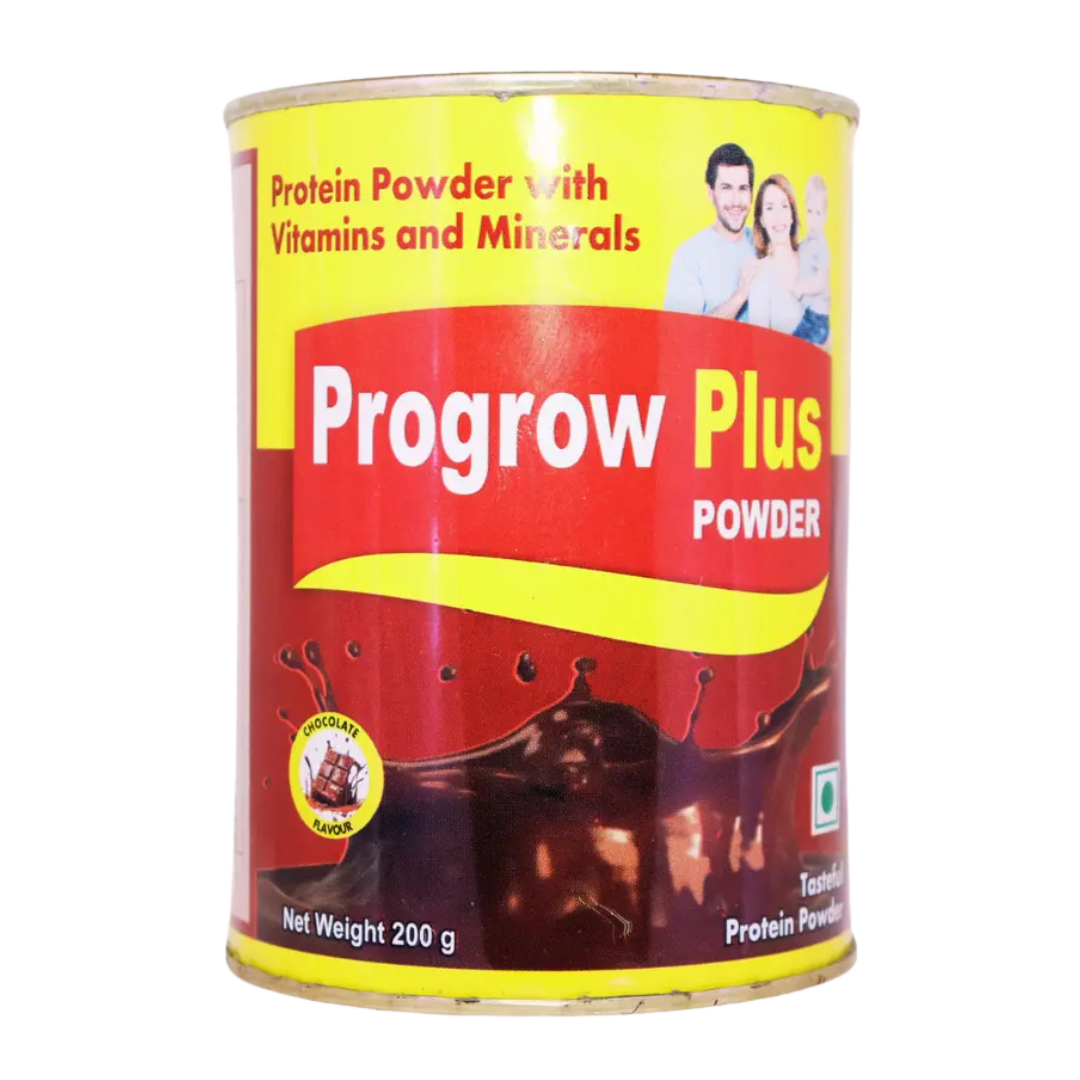 Protein Powder with
Vitamins and Minerals
Progrow Plus
POWDER
CHOCOLATE
FLAVOUR
Net Weight 200 g
Tasteful
Protein Powder